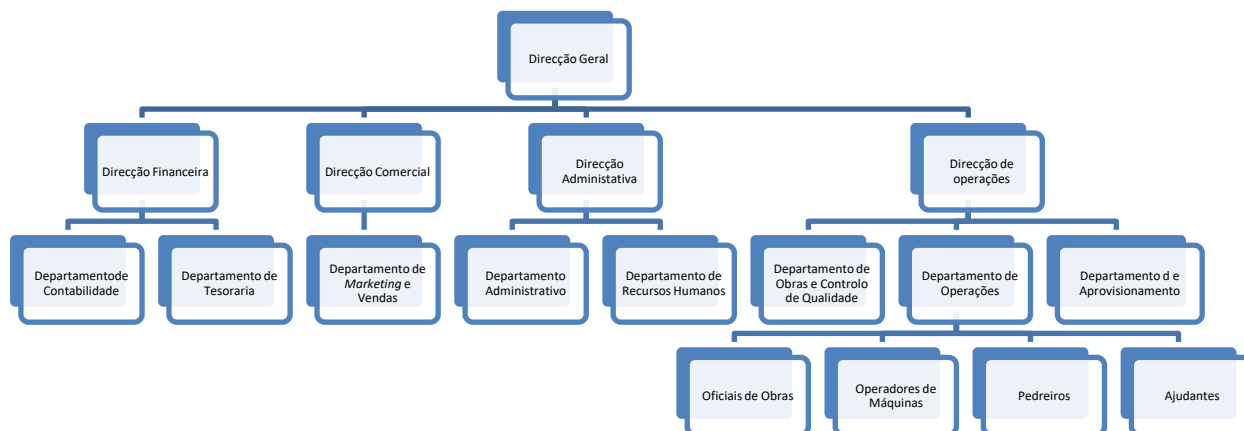 Direcção Geral
Direcção Financeira
Direcção Comercial
Direcção
Administativa
Direcção de
operações
Departamentode
Contabilidade
Departamento de
Tesoraria
Departamento de
Marketing e
Vendas
Departamento
Administrativo
Departamento de
Recursos Humanos
Departamento de
Obras e Controlo
de Qualidade
Departamento de
Operações
Departamento d e
Aprovisionamento
Oficiais de Obras
Operadores de
Máquinas
Pedreiros
Ajudantes